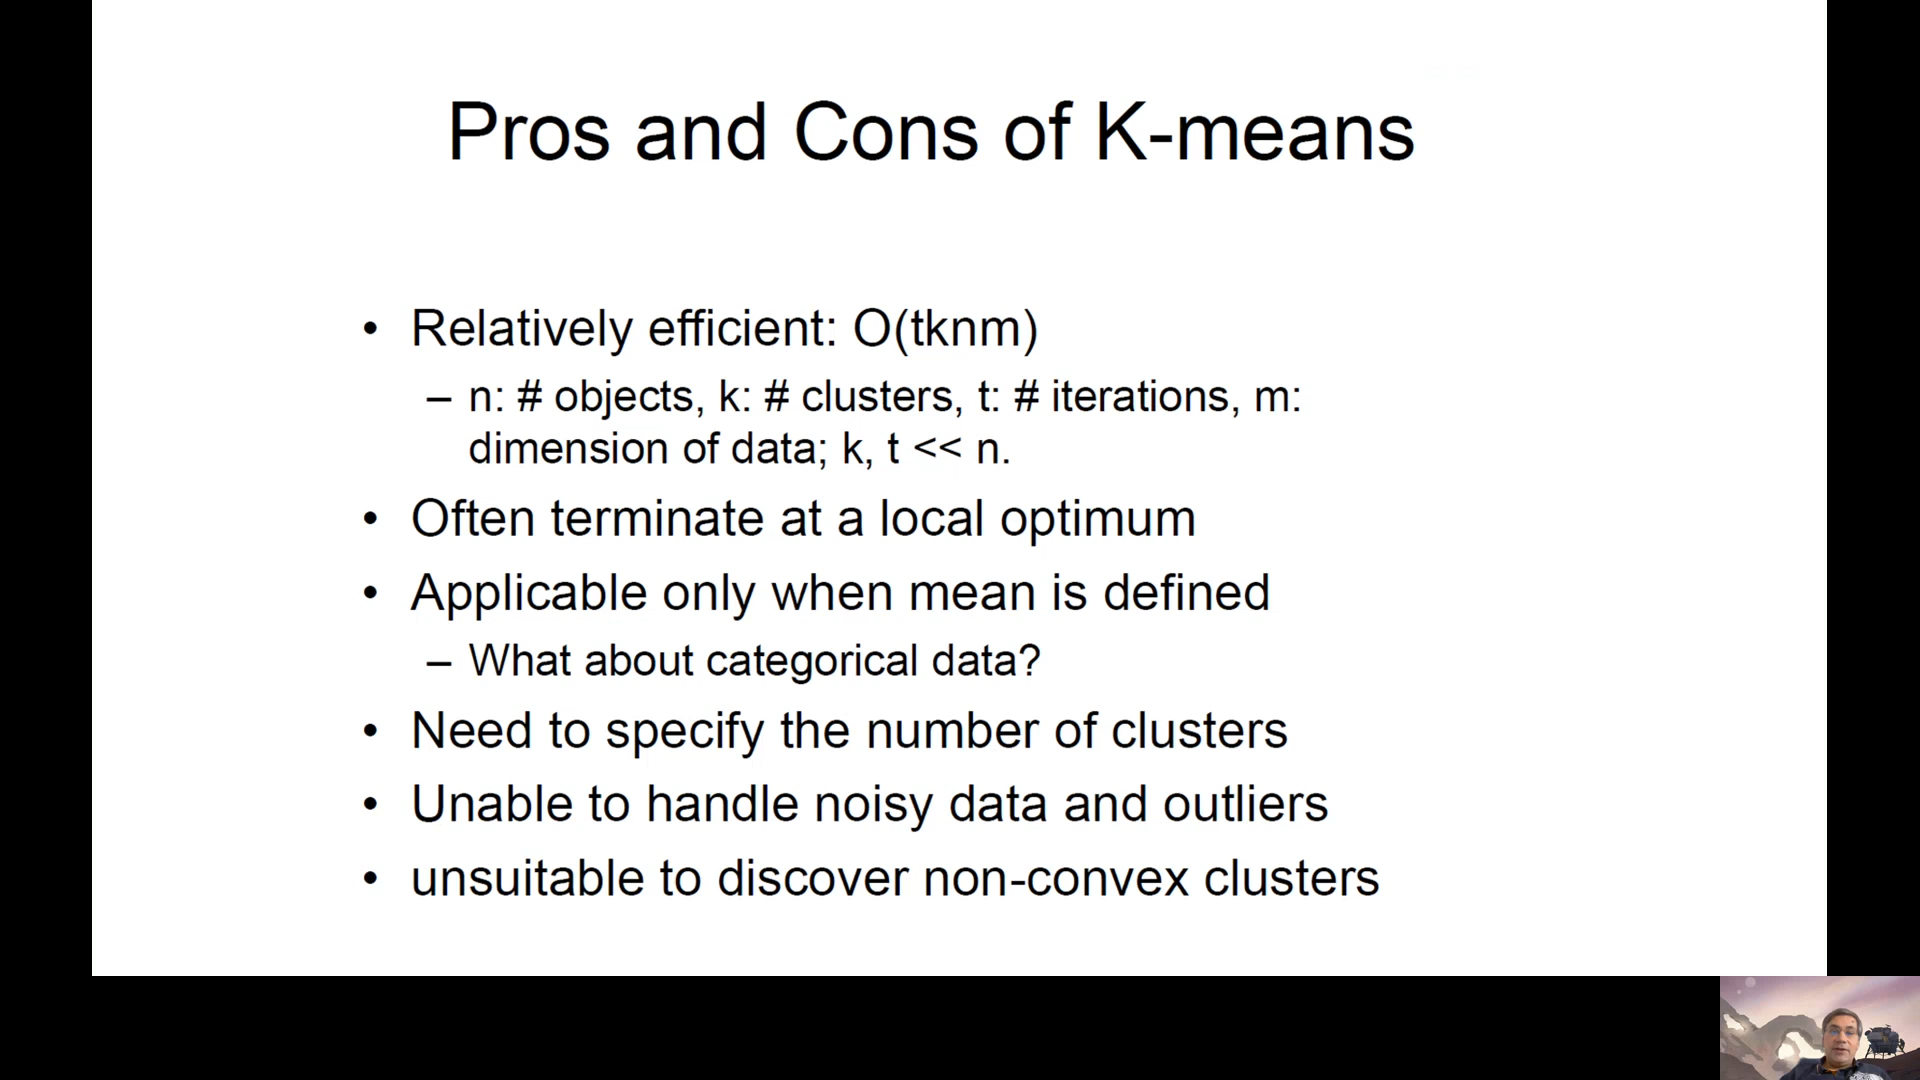 Pros and Cons of K-means
• Relatively efficient: O(tknm)
– n: # objects, k: # clusters, t: # iterations, m:
dimension of data; k, t << n.
• Often terminate at a local optimum
• Applicable only when mean is defined
– What about categorical data?
• Need to specify the number of clusters
• Unable to handle noisy data and outliers
• unsuitable to discover non-convex clusters